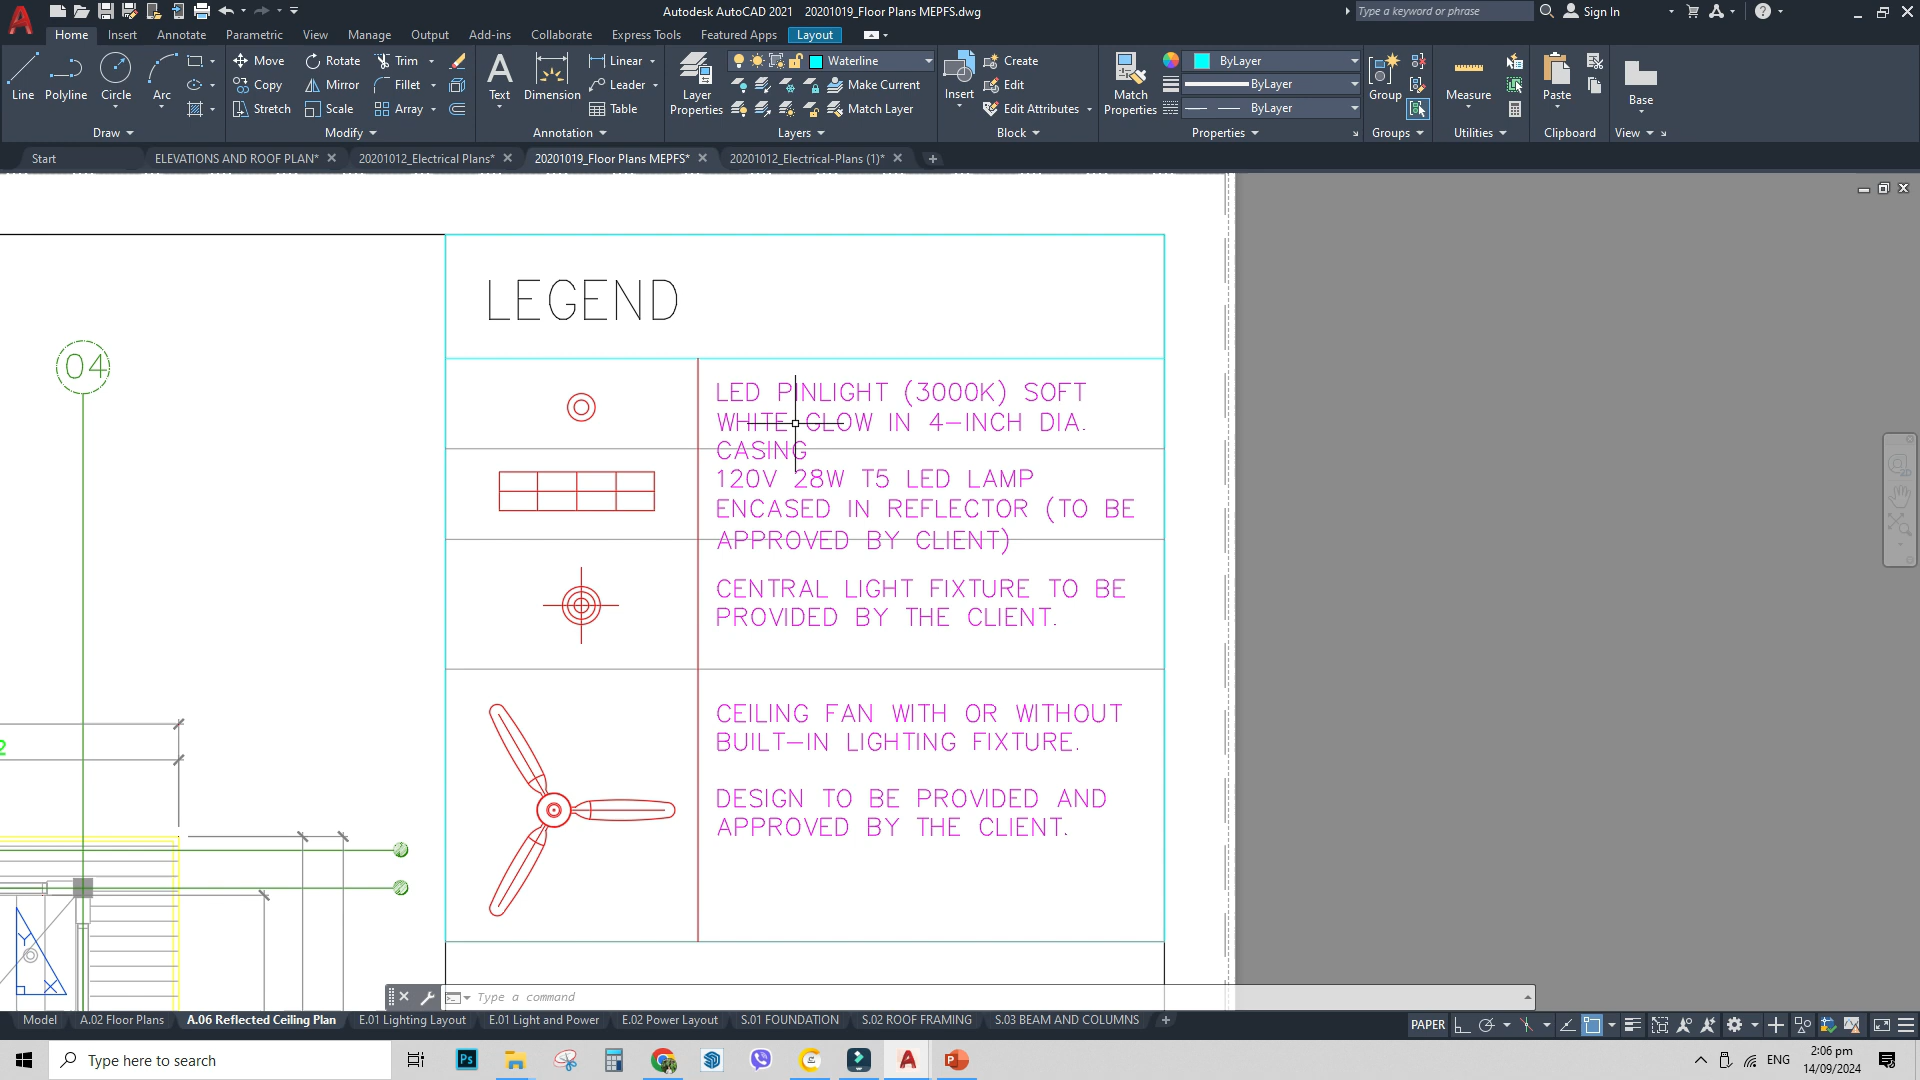 Autodesk AutoCAD 2021 20201019_Floor Plans MEPFS.dwg
Type a keyword or phrase
Sign In
Home Insert Annotate Parametric View Manage Output Add-ins Collaborate Express Tools Featured Apps Layout
Line Polyline Circle Arc
Move Rotate Trim
Copy Mirror Fillet
Stretch Scale Array
Text Dimension
Linear
Leader
Table
Layer Properties
Waterline
Make Current
Match Layer
Insert
Create
Edit
Edit Attributes
Match Properties
ByLayer
ByLayer
ByLayer
Group Measure Paste Base
Draw Modify Annotation Layers Block Properties Groups Utilities Clipboard View
Start ELEVATIONS AND ROOF PLAN* 20201012_Electrical Plans* 20201019_Floor Plans MEPFS* 20201012_Electrical-Plans (1)*
LEGEND
04
LED PINLIGHT (3000K) SOFT
WHITE GLOW IN 4-INCH DIA.
CASING
120V 28W T5 LED LAMP
ENCASED IN REFLECTOR (TO BE
APPROVED BY CLIENT)
CENTRAL LIGHT FIXTURE TO BE
PROVIDED BY THE CLIENT.
CEILING FAN WITH OR WITHOUT
BUILT-IN LIGHTING FIXTURE.
DESIGN TO BE PROVIDED AND
APPROVED BY THE CLIENT.
2
Y
X
Type a command
Model A.02 Floor Plans A.06 Reflected Ceiling Plan E.01 Lighting Layout E.01 Light and Power E.02 Power Layout S.01 FOUNDATION S.02 ROOF FRAMING S.03 BEAM AND COLUMNS
PAPER
Type here to search
Ps
ENG
2:06 pm
14/09/2024